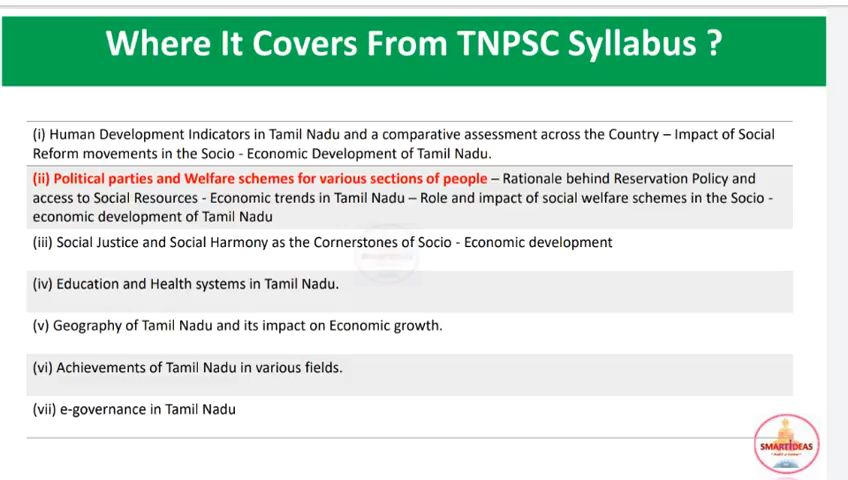 Where It Covers From TNPSC Syllabus ?
(i) Human Development Indicators in Tamil Nadu and a comparative assessment across the Country – Impact of Social
Reform movements in the Socio - Economic Development of Tamil Nadu.
(ii) Political parties and Welfare schemes for various sections of people – Rationale behind Reservation Policy and
access to Social Resources - Economic trends in Tamil Nadu – Role and impact of social welfare schemes in the Socio -
economic development of Tamil Nadu
(iii) Social Justice and Social Harmony as the Cornerstones of Socio - Economic development
(iv) Education and Health systems in Tamil Nadu.
(v) Geography of Tamil Nadu and its impact on Economic growth.
(vi) Achievements of Tamil Nadu in various fields.
(vii) e-governance in Tamil Nadu
SMARTIDEAS